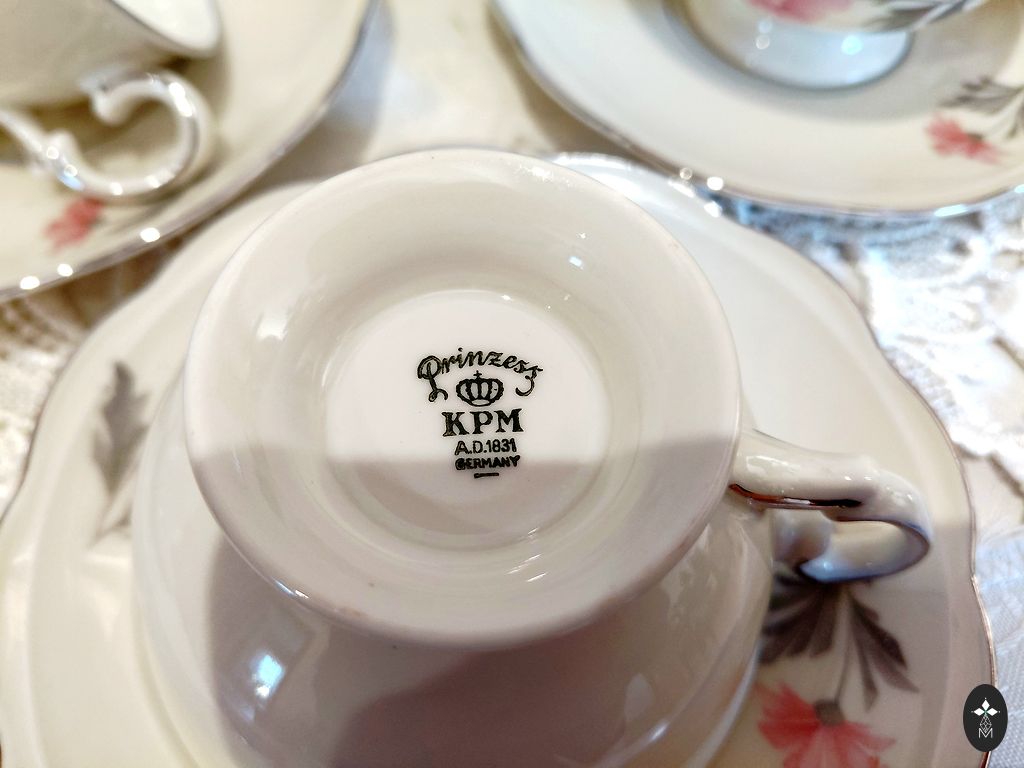 Prinzess
KPM
A.D.1831
GERMANY
M